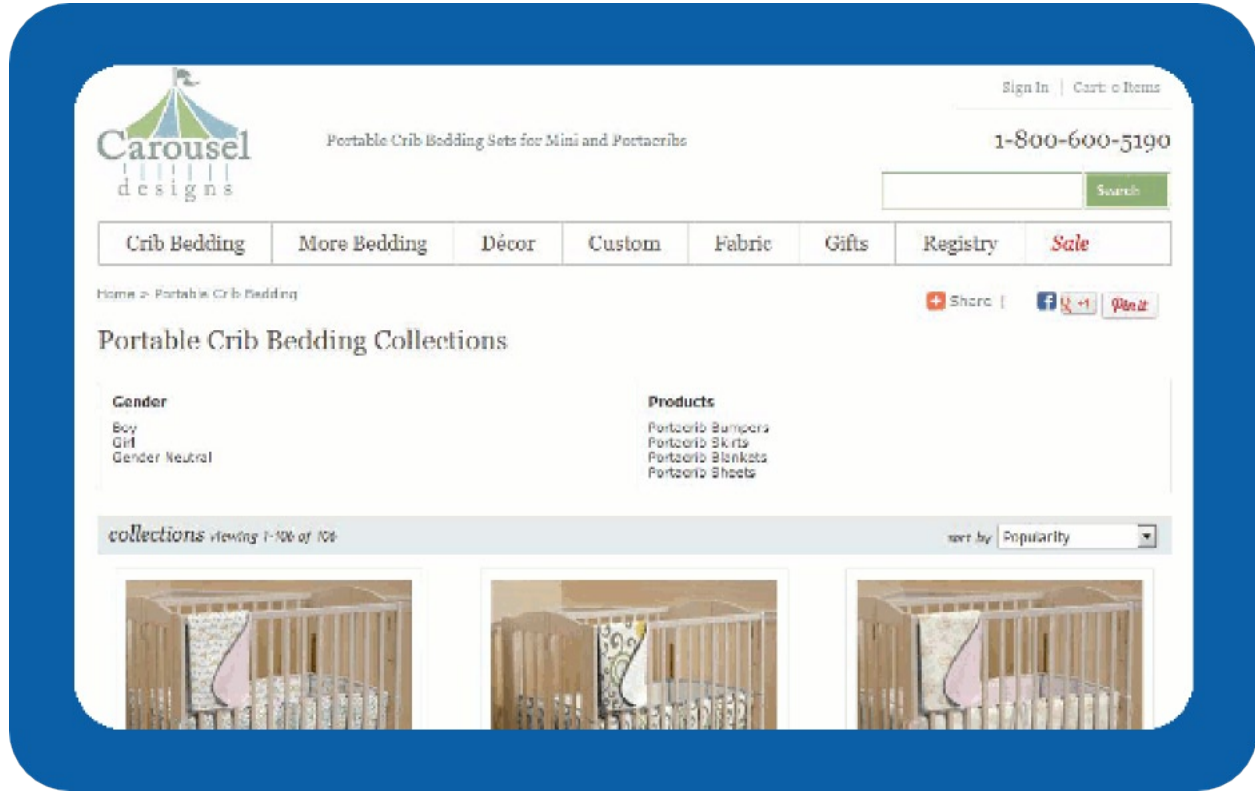 Carousel
designs
Portable Crib Bedding Sets for Mini and Portacribs
Sign In | Cart: 0 Items
1-800-600-5190
Search
Crib Bedding
More Bedding
Décor
Custom
Fabric
Gifts
Registry
Sale
Home > Portable Crib Bedding
Share |
+1
Pin it
Portable Crib Bedding Collections
Gender
Boy
Girl
Gender Neutral
Products
Portacrib Bumpers
Portacrib Skirts
Portacrib Blankets
Portacrib Sheets
collections viewing 1-106 of 106
sort by Popularity